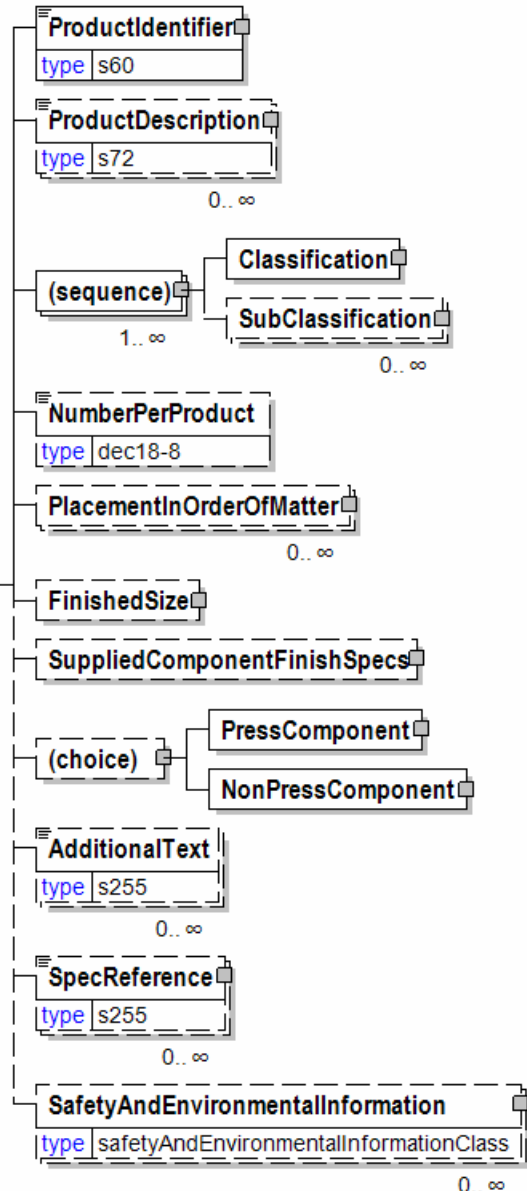 ProductIdentifier
type s60
ProductDescription
type s72
0.. ∞
Classification
(sequence)
SubClassification
1.. ∞
0.. ∞
NumberPerProduct
type dec18-8
PlacementInOrderOfMatter
0.. ∞
FinishedSize
SuppliedComponentFinishSpecs
PressComponent
(choice)
NonPressComponent
AdditionalText
type s255
0.. ∞
SpecReference
type s255
0.. ∞
SafetyAndEnvironmentalInformation
type safetyAndEnvironmentalInformationClass
0.. ∞